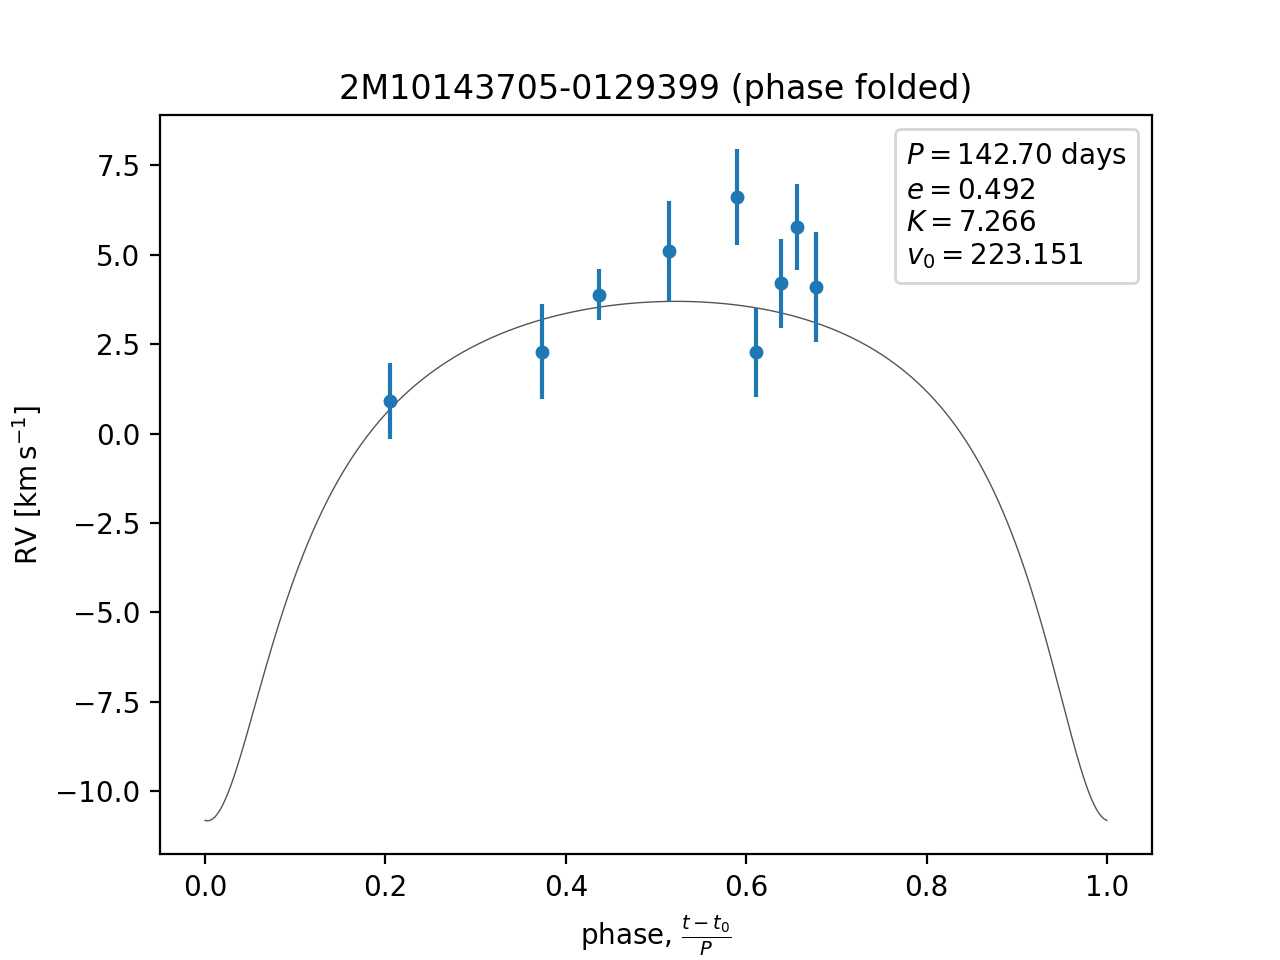 2M10143705-0129399 (phase folded)
P = 142.70 days
e = 0.492
K = 7.266
v₀ = 223.151
RV [km s⁻¹]
7.5
5.0
2.5
0.0
−2.5
−5.0
−7.5
−10.0
0.0 0.2 0.4 0.6 0.8 1.0
phase, (t − t₀)/P